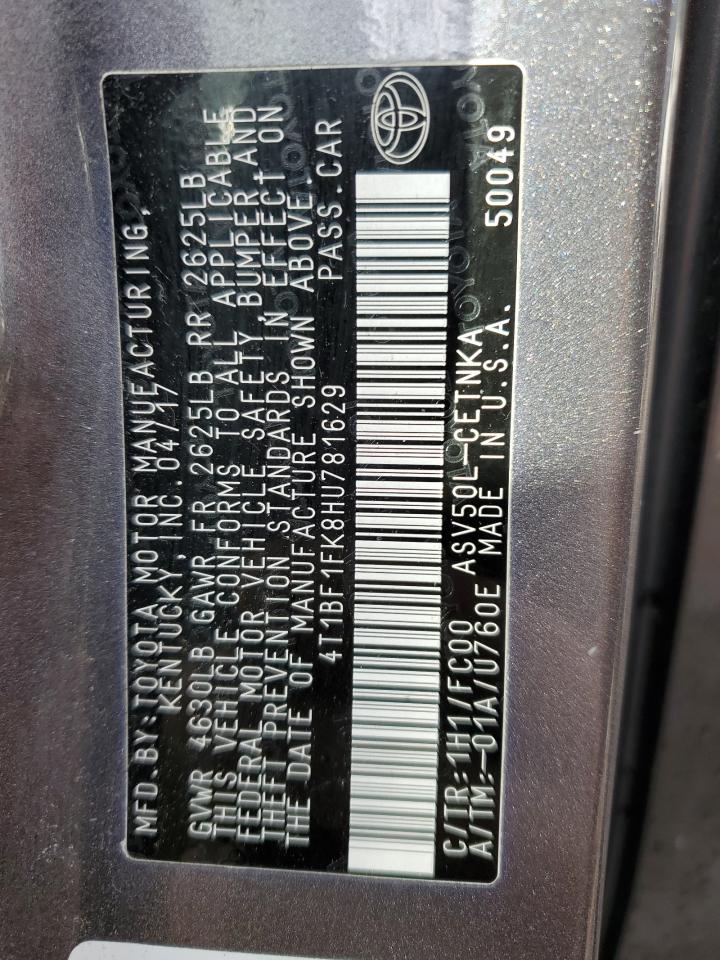 MFD.BY:TOYOTA MOTOR MANUFACTURING,
KENTUCKY, INC. 04/17
GVWR 4630LB GAWR FR 2625LB RR 2625LB
THIS VEHICLE CONFORMS TO ALL APPLICABLE
FEDERAL MOTOR VEHICLE SAFETY, BUMPER AND
THEFT PREVENTION STANDARDS IN EFFECT ON
THE DATE OF MANUFACTURE SHOWN ABOVE.
4T1BF1FK8HU781629 PASS.CAR
C/TR:1H1/FC00 ASV50L-CETNKA
A/TM:-01A/U760E MADE IN U.S.A. 50049